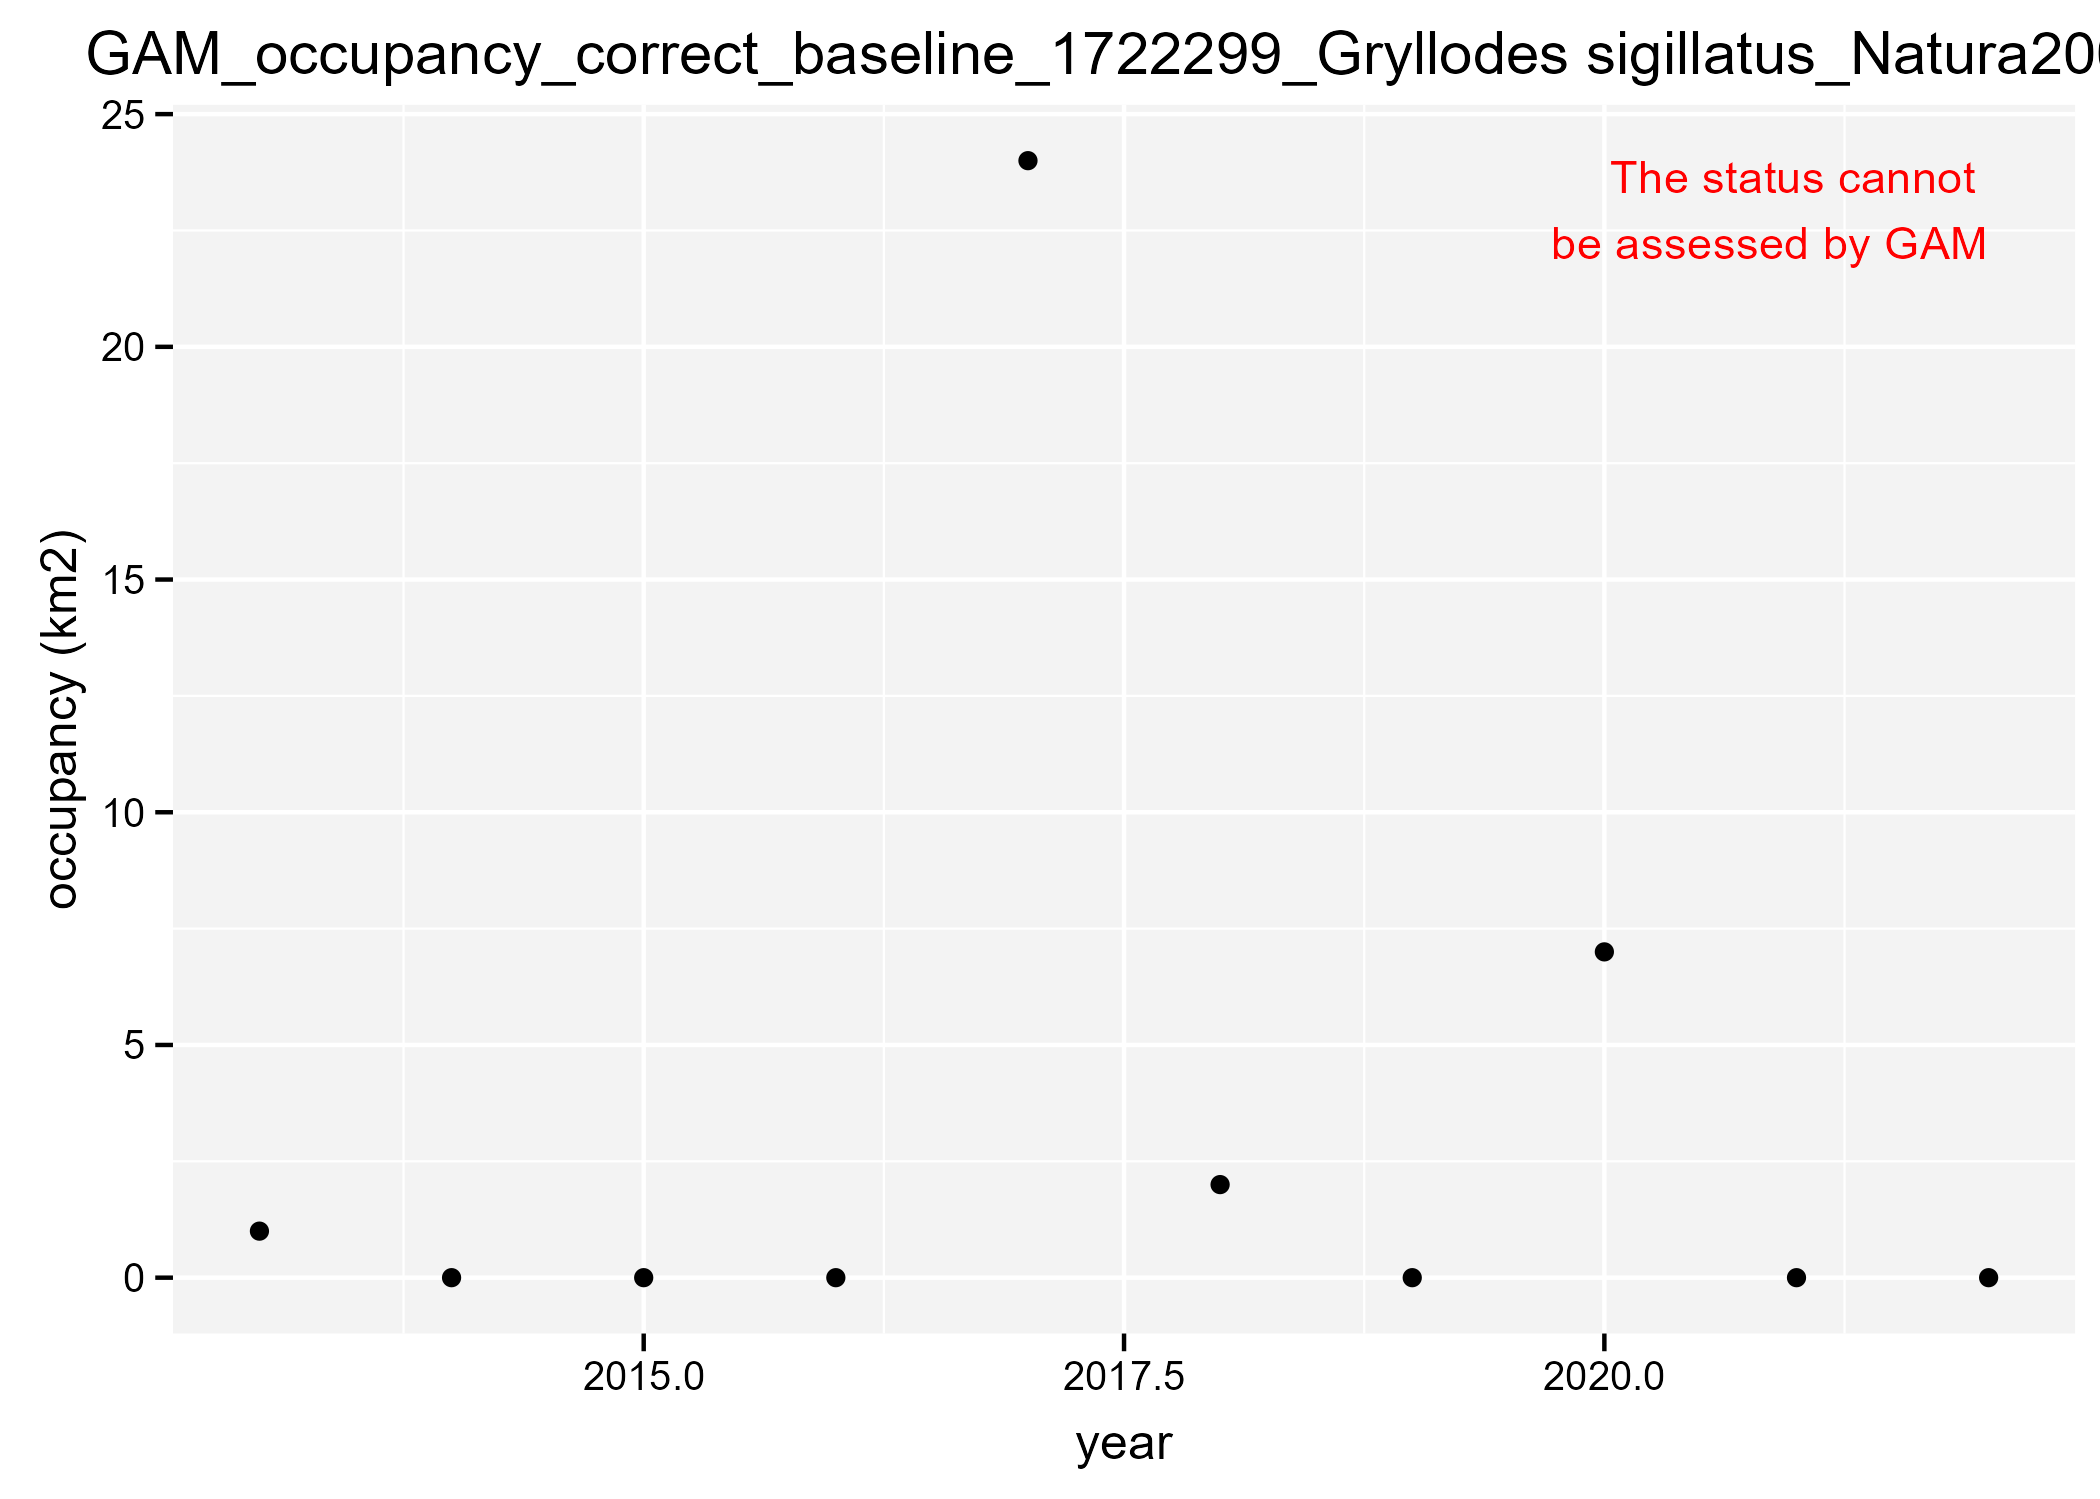 GAM_occupancy_correct_baseline_1722299_Gryllodes sigillatus_Natura20
25
The status cannot
be assessed by GAM
20
15
occupancy (km2)
10
5
0
2015.0 2017.5 2020.0
year